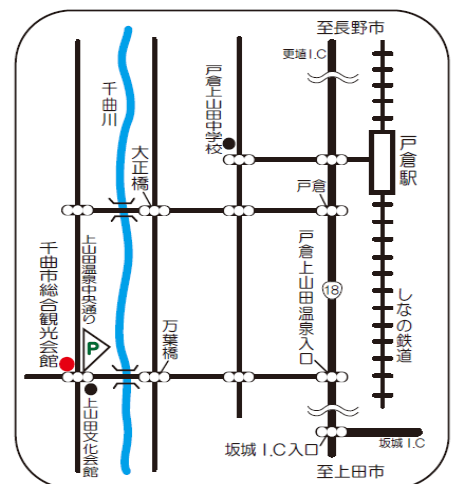 至長野市
更埴I.C
千曲川
戸倉上山田中学校
大正橋
戸倉駅
戸倉
上山田温泉中央通り
千曲市総合観光会館
P
戸倉上山田温泉入口
18
しなの鉄道
万葉橋
上山田文化会館
坂城I.C入口
坂城I.C
至上田市